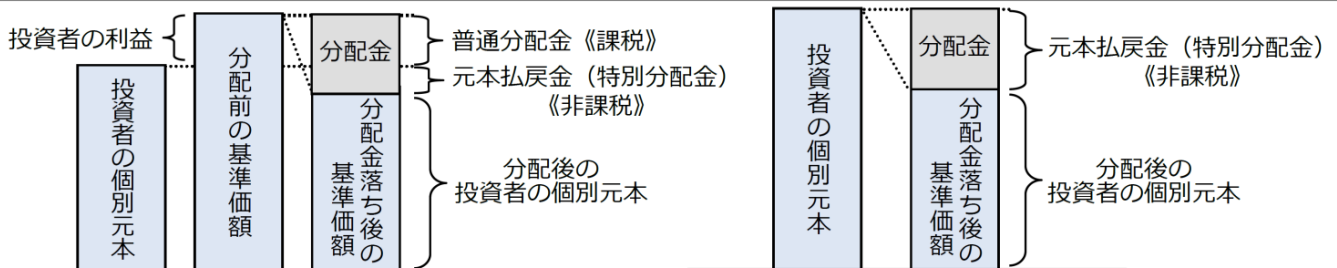 投資者の利益
投資者の個別元本
分配前の基準価額
分配金
分配金落ち後の
基準価額
普通分配金《課税》
元本払戻金（特別分配金）
《非課税》
分配後の
投資者の個別元本
投資者の個別元本
分配金
分配金落ち後の
基準価額
元本払戻金（特別分配金）
《非課税》
分配後の
投資者の個別元本